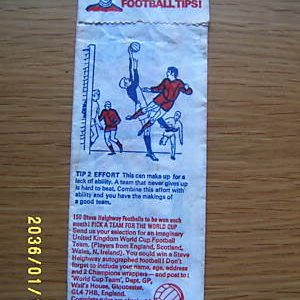 FOOTBALL TIPS!
TIP 2 EFFORT This can make up for a
lack of ability. A team that never gives up
is hard to beat. Combine this effort with
ability and you have the makings of
a good team.
150 Steve Heighway Footballs to be won each
month! PICK A TEAM FOR THE WORLD CUP
Send us your selection for an imaginary
United Kingdom World Cup Football
Team. (Players from England, Scotland,
Wales, N. Ireland). You could win a Steve
Heighway autographed football! Don't
forget to include your name, age, address
and 2 Champions wrappers - and post to
World Cup Team", Dept. GP,
Wall's House, Gloucester,
GL4 7HB, England.
2036/01/